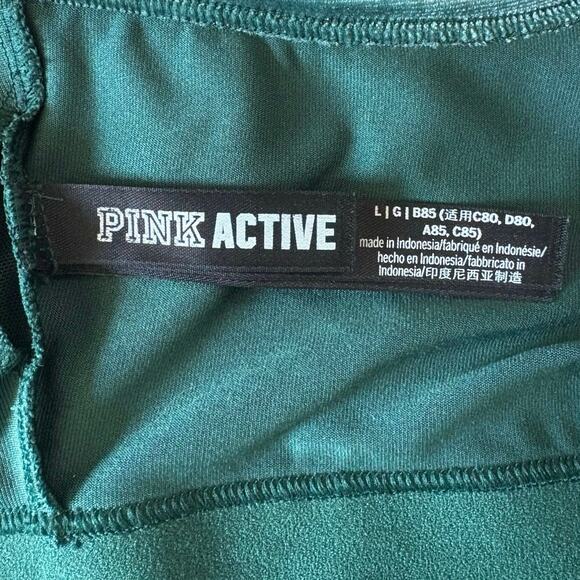 PINK ACTIVE
L | G | B85 (适用C80, D80,
A85, C85)
made in Indonesia/fabriqué en Indonésie/
hecho en Indonesia/fabbricato in
Indonesia/印度尼西亚制造